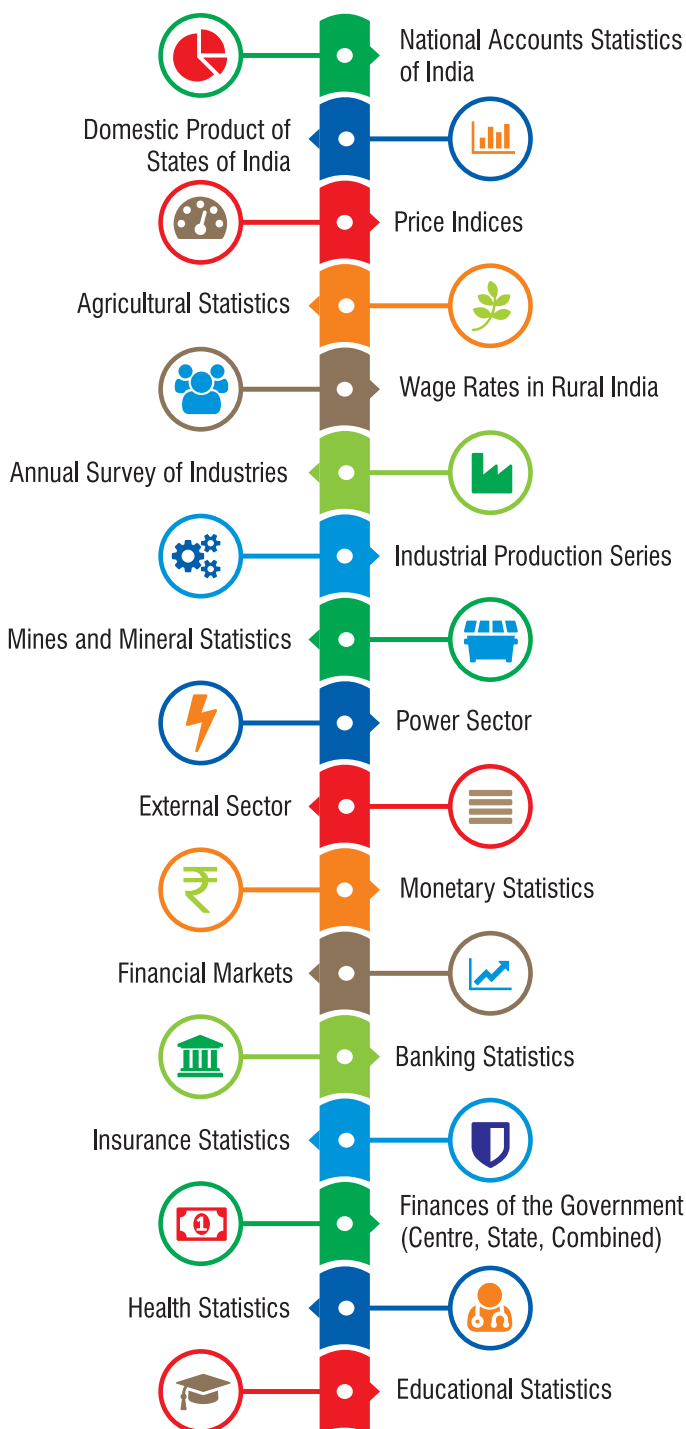 National Accounts Statistics
of India
Domestic Product of
States of India
Price Indices
Agricultural Statistics
Wage Rates in Rural India
Annual Survey of Industries
Industrial Production Series
Mines and Mineral Statistics
Power Sector
External Sector
₹
Monetary Statistics
Financial Markets
Banking Statistics
Insurance Statistics
1
Finances of the Government
(Centre, State, Combined)
Health Statistics
Educational Statistics